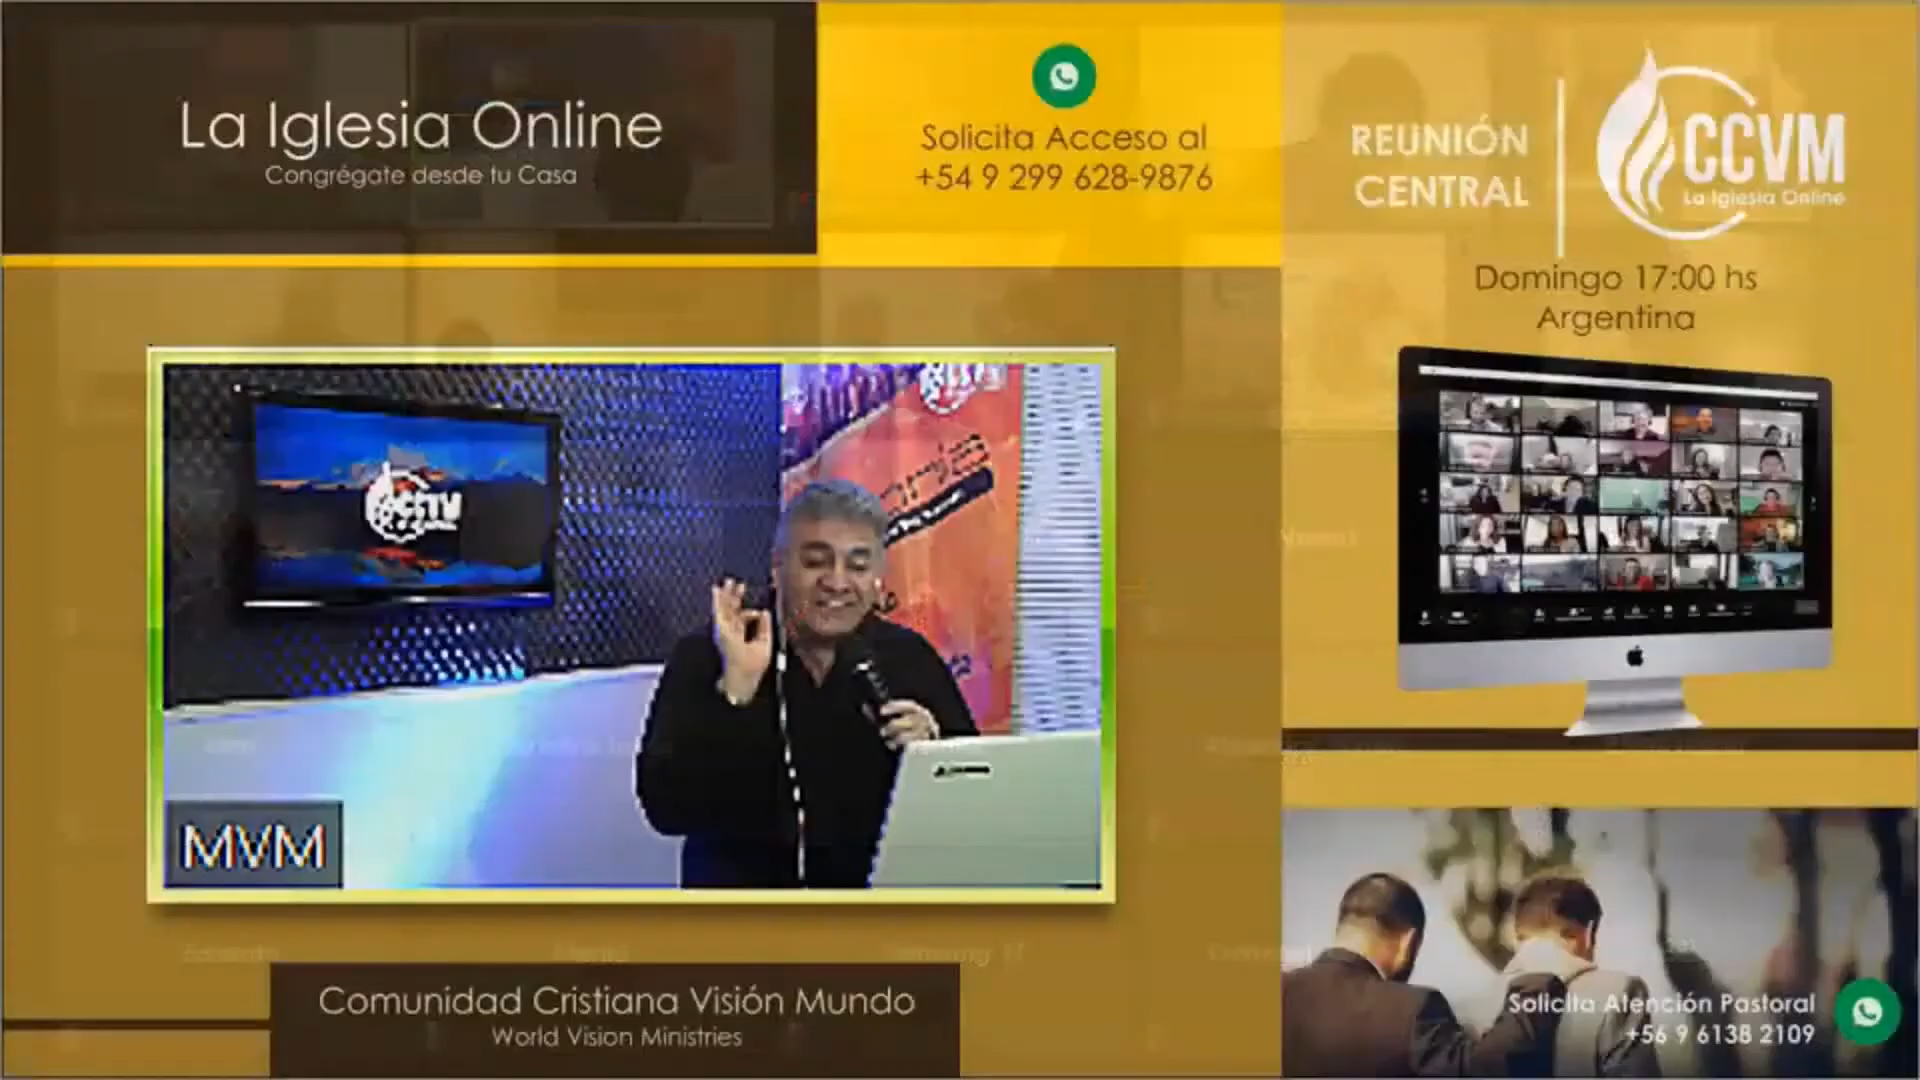 La Iglesia Online
Congrégate desde tu Casa
Solicita Acceso al
+54 9 299 628-9876
REUNIÓN
CENTRAL
CCVM
La Iglesia Online
Domingo 17:00 hs
Argentina
MVM
Comunidad Cristiana Visión Mundo
World Vision Ministries
Solicita Atención Pastoral
+56 9 6138 2109